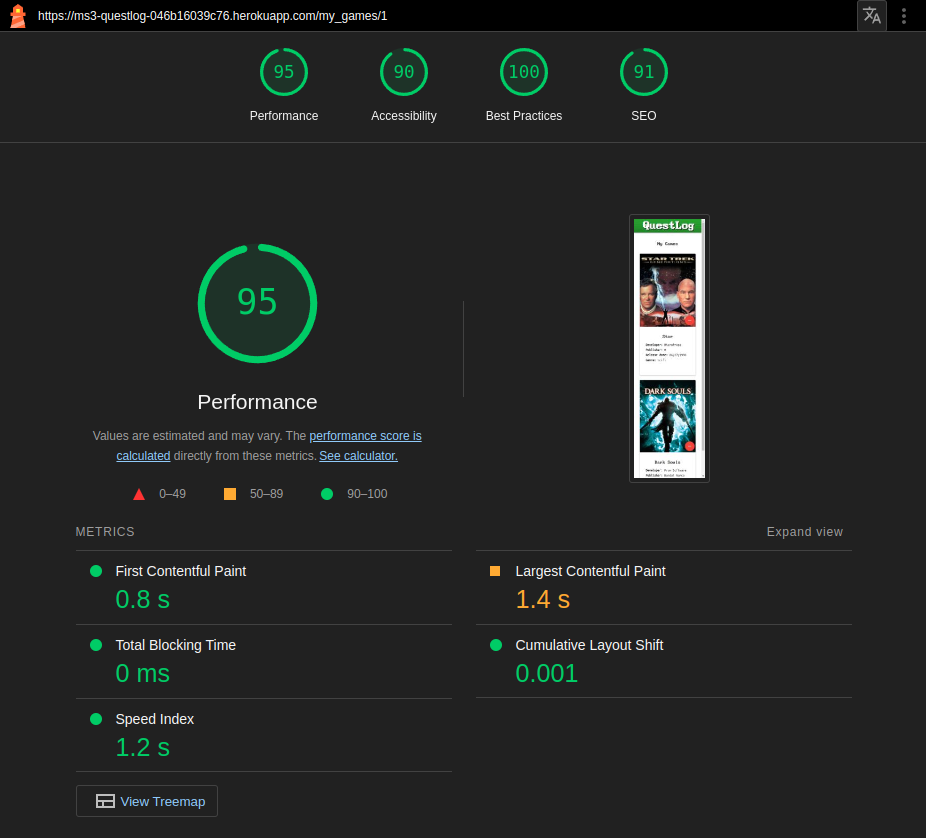 https://ms3-questlog-046b16039c76.herokuapp.com/my_games/1
95 90 100 91
Performance Accessibility Best Practices SEO
95
Performance
Values are estimated and may vary. The performance score is
calculated directly from these metrics. See calculator.
0–49 50–89 90–100
QuestLog
My Games
STAR TREK
DARK SOULS
Dark Souls
METRICS
Expand view
First Contentful Paint
0.8 s
Largest Contentful Paint
1.4 s
Total Blocking Time
0 ms
Cumulative Layout Shift
0.001
Speed Index
1.2 s
View Treemap